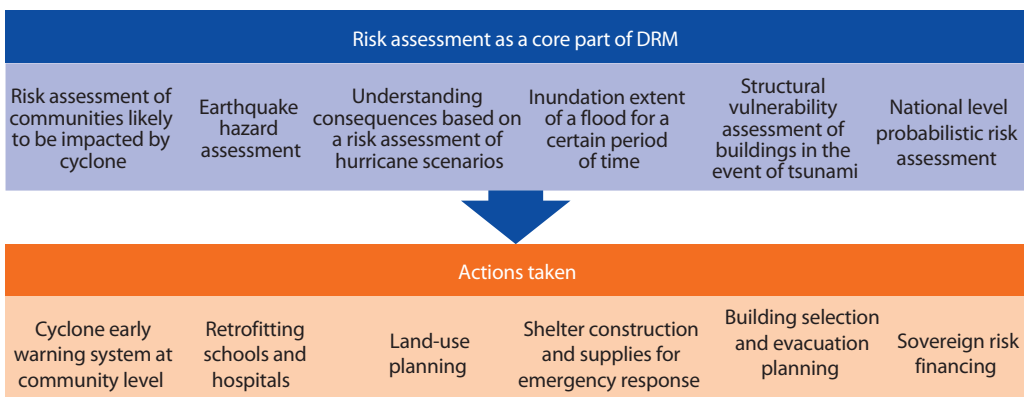 Risk assessment as a core part of DRM
Risk assessment of
communities likely
to be impacted by
cyclone
Earthquake
hazard
assessment
Understanding
consequences based on
a risk assessment of
hurricane scenarios
Inundation extent
of a flood for a
certain period
of time
Structural
vulnerability
assessment of
buildings in the
event of tsunami
National level
probabilistic risk
assessment
Actions taken
Cyclone early
warning system at
community level
Retrofitting
schools and
hospitals
Land-use
planning
Shelter construction
and supplies for
emergency response
Building selection
and evacuation
planning
Sovereign risk
financing